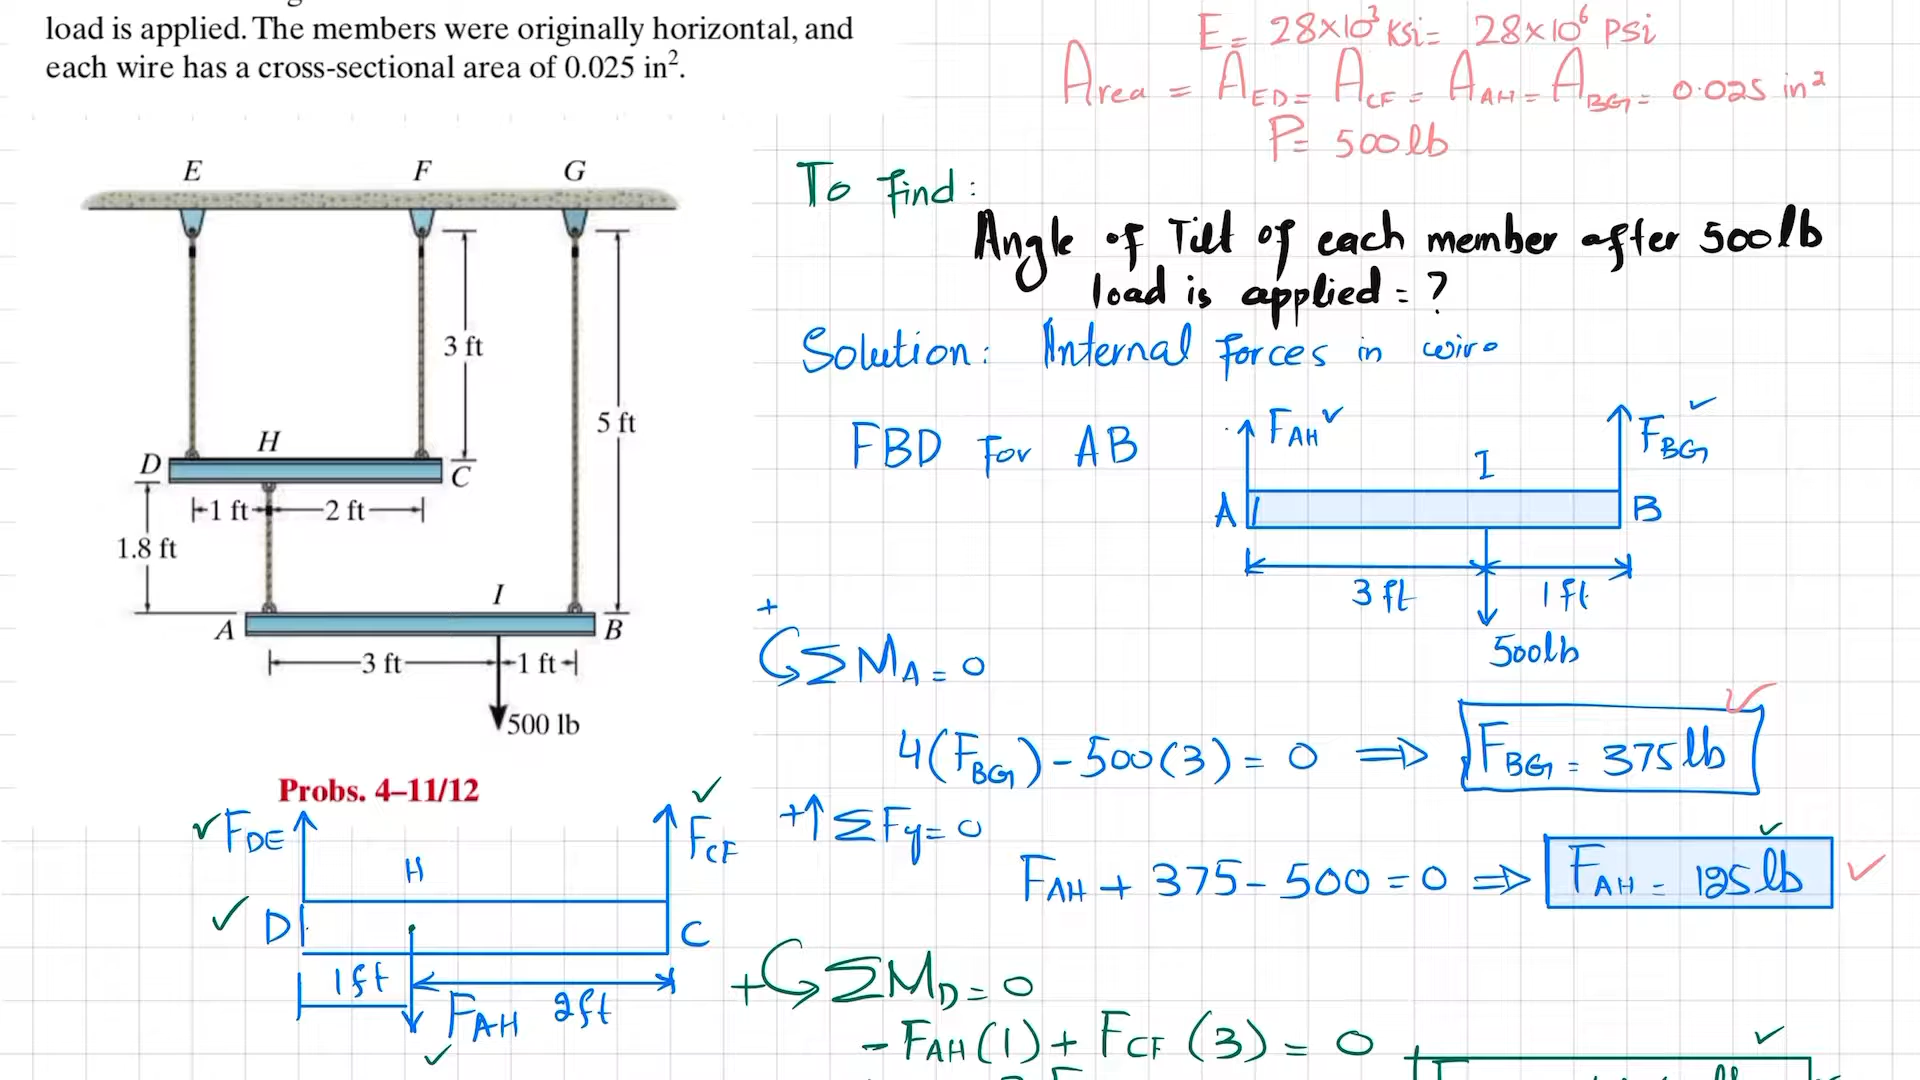 load is applied. The members were originally horizontal, and
each wire has a cross-sectional area of 0.025 in².
E = 28×10³ Ksi = 28×10⁶ Psi
Area = A_ED = A_CF = A_AH = A_BG = 0.025 in²
P = 500 lb
To find:
Angle of Tilt of each member after 500 lb
load is applied = ?
Solution: Internal Forces in wire
FBD For AB
F_AH ✓
F_BG ✓
I
A
B
3 ft
1 ft
500 lb
E
F
G
3 ft
5 ft
H
D
C
1 ft
2 ft
1.8 ft
I
A
B
3 ft
1 ft
500 lb
Probs. 4–11/12
✓ F_DE
✓ F_CF
H
✓ D
C
1 ft
F_AH ✓
2 ft
+ ↺ ΣM_A = 0
4(F_BG) - 500(3) = 0 ⇒ F_BG = 375 lb ✓
+↑ ΣFy = 0
F_AH + 375 - 500 = 0 ⇒ F_AH = 125 lb ✓
+ ↺ ΣM_D = 0
- F_AH (1) + F_CF (3) = 0